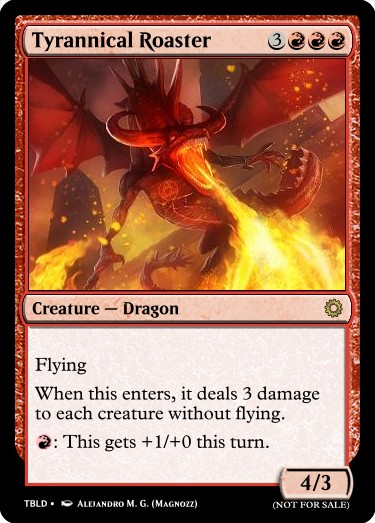 Tyrannical Roaster 3
Creature — Dragon
Flying
When this enters, it deals 3 damage
to each creature without flying.
: This gets +1/+0 this turn.
4/3
TBLD • Alejandro M. G. (Magnozz) (NOT FOR SALE)